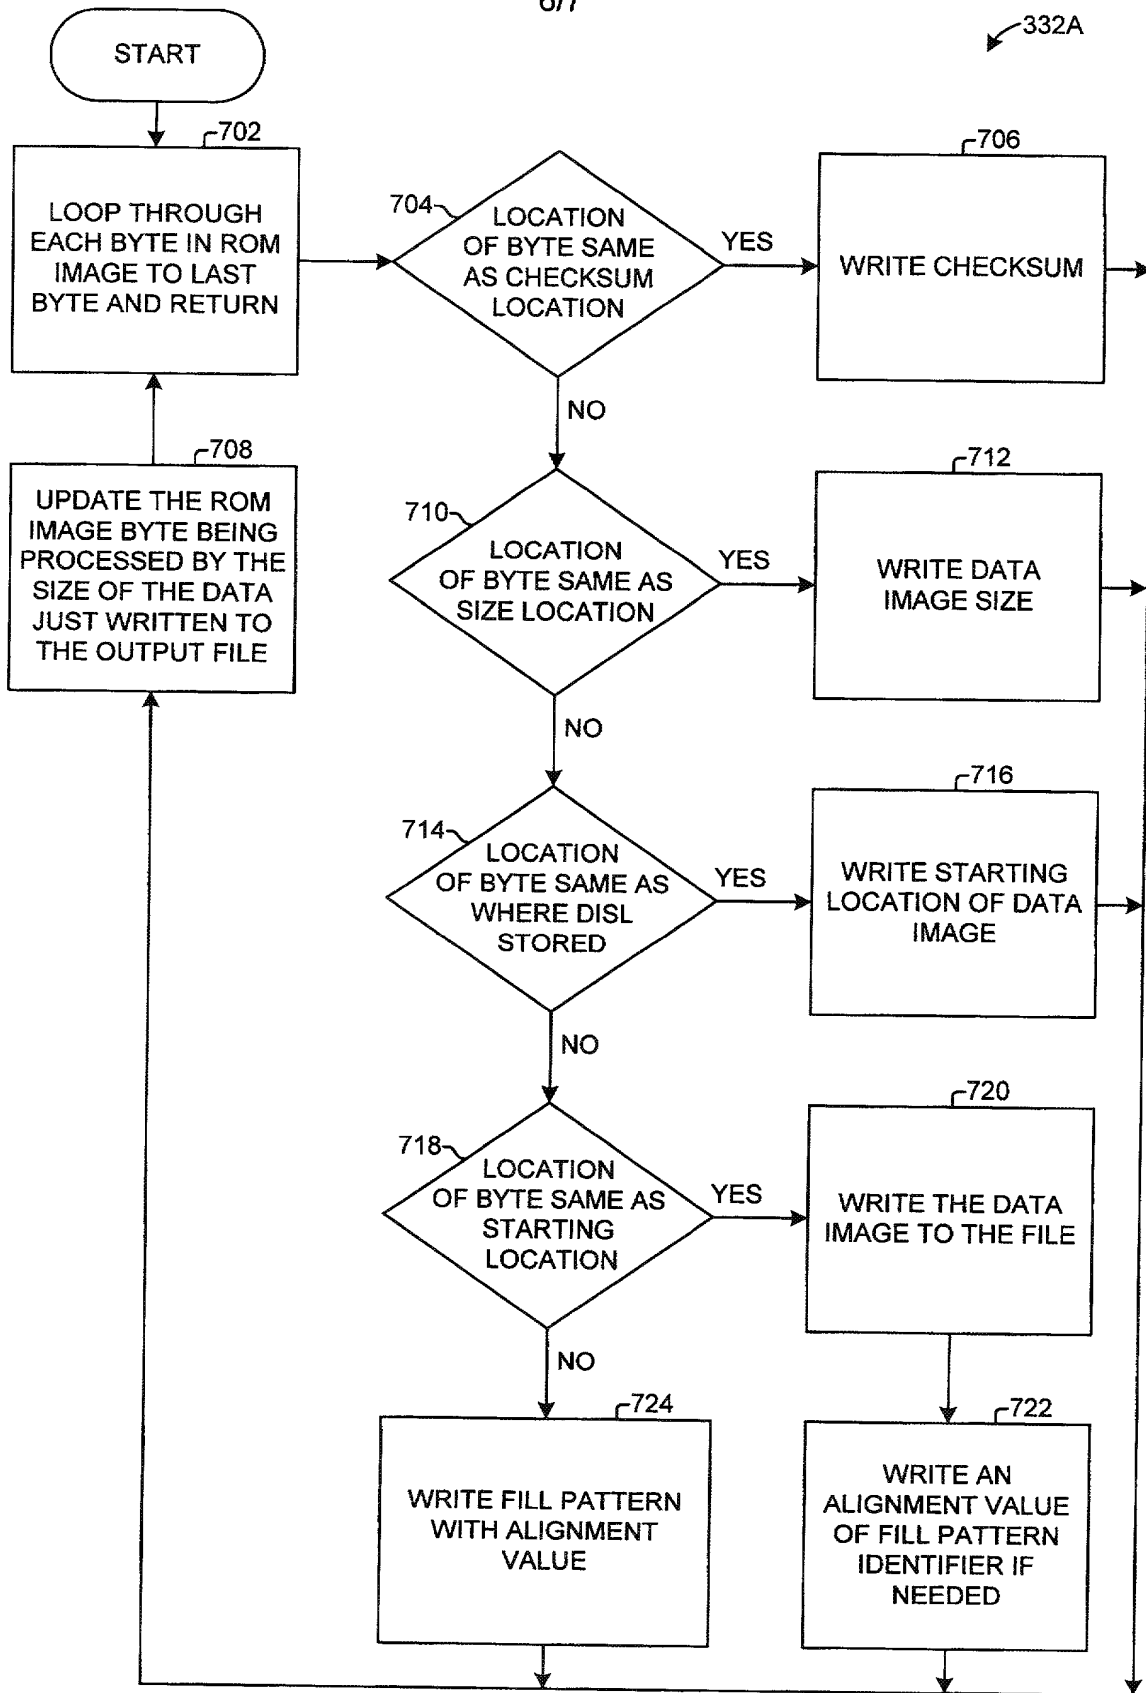 6/7
332A
START
702
LOOP THROUGH
EACH BYTE IN ROM
IMAGE TO LAST
BYTE AND RETURN
704
LOCATION
OF BYTE SAME
AS CHECKSUM
LOCATION
YES
706
WRITE CHECKSUM
NO
708
UPDATE THE ROM
IMAGE BYTE BEING
PROCESSED BY THE
SIZE OF THE DATA
JUST WRITTEN TO
THE OUTPUT FILE
710
LOCATION
OF BYTE SAME AS
SIZE LOCATION
YES
712
WRITE DATA
IMAGE SIZE
NO
714
LOCATION
OF BYTE SAME AS
WHERE DISL
STORED
YES
716
WRITE STARTING
LOCATION OF DATA
IMAGE
NO
718
LOCATION
OF BYTE SAME AS
STARTING
LOCATION
YES
720
WRITE THE DATA
IMAGE TO THE FILE
NO
724
WRITE FILL PATTERN
WITH ALIGNMENT
VALUE
722
WRITE AN
ALIGNMENT VALUE
OF FILL PATTERN
IDENTIFIER IF
NEEDED